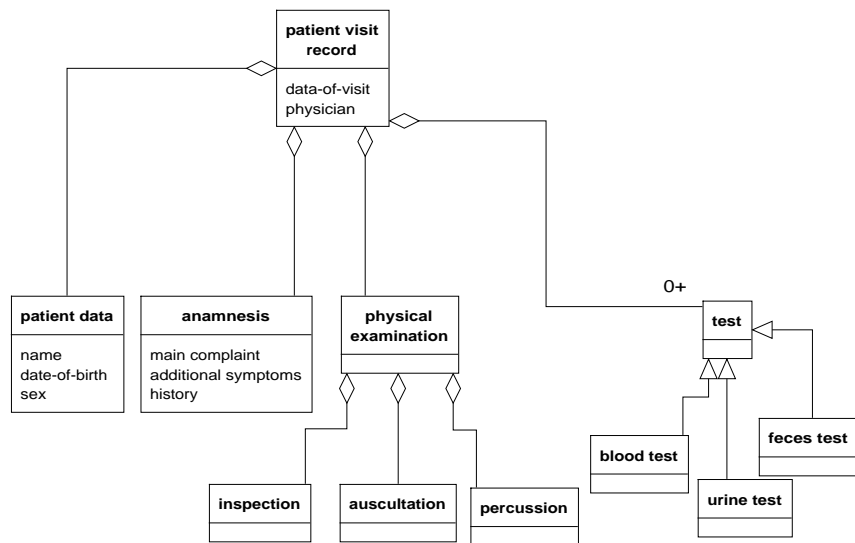 patient visit
record
data-of-visit
physician
0+
patient data
name
date-of-birth
sex
anamnesis
main complaint
additional symptoms
history
physical
examination
test
blood test
feces test
urine test
inspection
auscultation
percussion